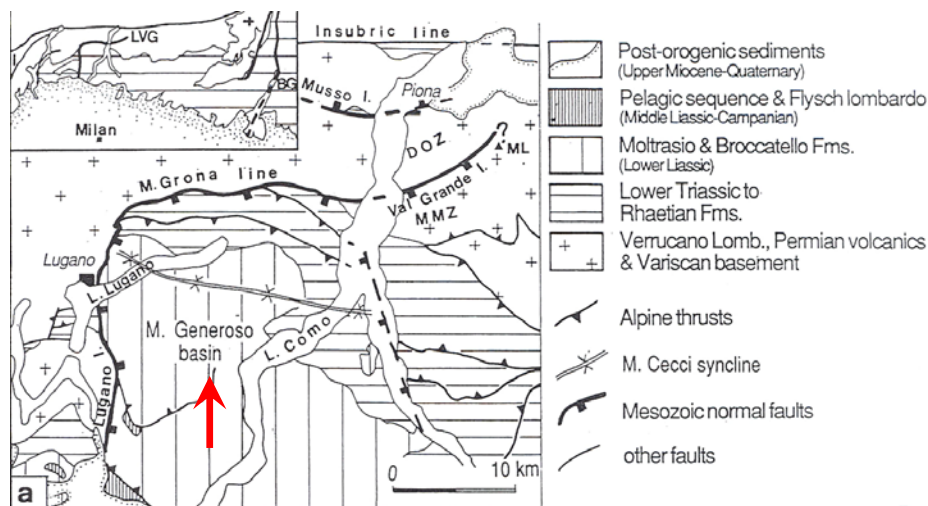 LVG
BG
Milan
Insubric line
Musso l.
Piona
DOZ
?
ML
M. Grona line
Val Grande l.
MMZ
Lugano
L. Lugano
M. Generoso
basin
L. Como
Lugano l.
0 10 km
a
Post-orogenic sediments
(Upper Miocene-Quaternary)
Pelagic sequence & Flysch lombardo
(Middle Liassic-Campanian)
Moltrasio & Broccatello Fms.
(Lower Liassic)
Lower Triassic to
Rhaetian Fms.
Verrucano Lomb., Permian volcanics
& Variscan basement
Alpine thrusts
M. Cecci syncline
Mesozoic normal faults
other faults